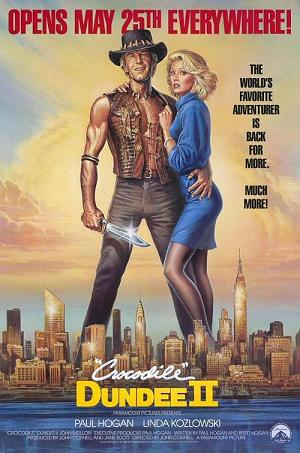 OPENS MAY 25TH EVERYWHERE!
THE
WORLD'S
FAVORITE
ADVENTURER
IS
BACK
FOR
MORE.
MUCH
MORE!
"Crocodile"
DUNDEE II
PARAMOUNT PICTURES PRESENTS
PAUL HOGAN LINDA KOZLOWSKI
"CROCODILE" DUNDEE II JOHN MEILLON EXECUTIVE PRODUCER PAUL HOGAN WRITTEN BY PAUL HOGAN AND BRETT HOGAN
PRODUCED BY JOHN CORNELL AND JANE SCOTT DIRECTED BY JOHN CORNELL A PARAMOUNT PICTURE
Paramount